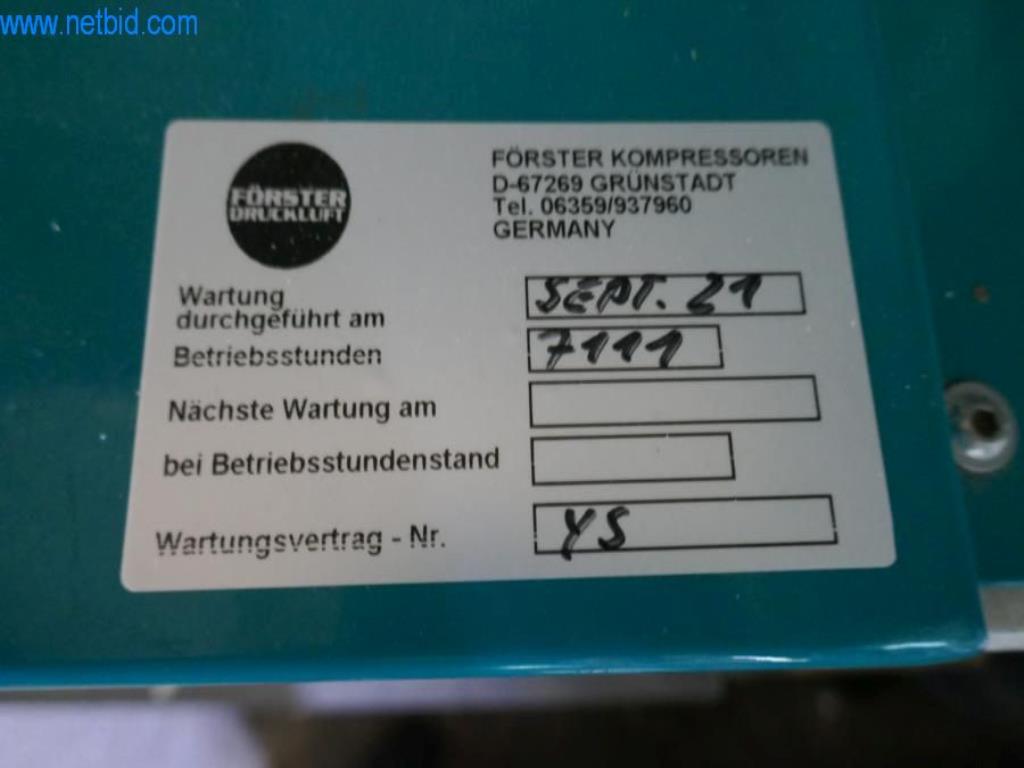 www.netbid.com
FÖRSTER
DRUCKLUFT
FÖRSTER KOMPRESSOREN
D-67269 GRÜNSTADT
Tel. 06359/937960
GERMANY
Wartung
durchgeführt am SEPT. 21
Betriebsstunden 7111
Nächste Wartung am
bei Betriebsstundenstand
Wartungsvertrag - Nr. YS